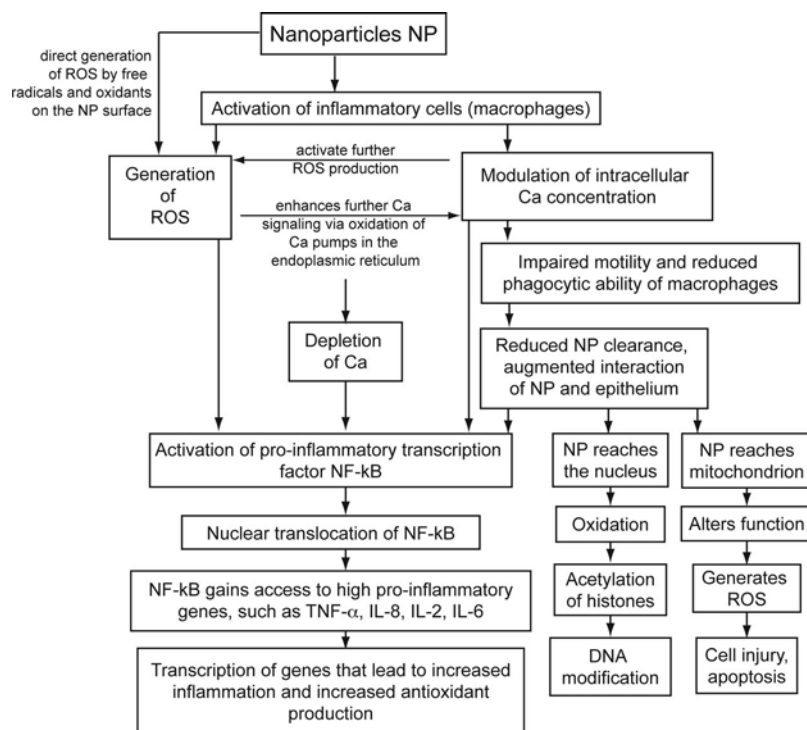 Nanoparticles NP
direct generation
of ROS by free
radicals and oxidants
on the NP surface
Activation of inflammatory cells (macrophages)
activate further
ROS production
Generation
of
ROS
Modulation of intracellular
Ca concentration
enhances further Ca
signaling via oxidation of
Ca pumps in the
endoplasmic reticulum
Impaired motility and reduced
phagocytic ability of macrophages
Depletion
of Ca
Reduced NP clearance,
augmented interaction
of NP and epithelium
Activation of pro-inflammatory transcription
factor NF-kB
NP reaches
the nucleus
NP reaches
mitochondrion
Nuclear translocation of NF-kB
Oxidation
Alters function
NF-kB gains access to high pro-inflammatory
genes, such as TNF-α, IL-8, IL-2, IL-6
Acetylation
of histones
Generates
ROS
Transcription of genes that lead to increased
inflammation and increased antioxidant
production
DNA
modification
Cell injury,
apoptosis